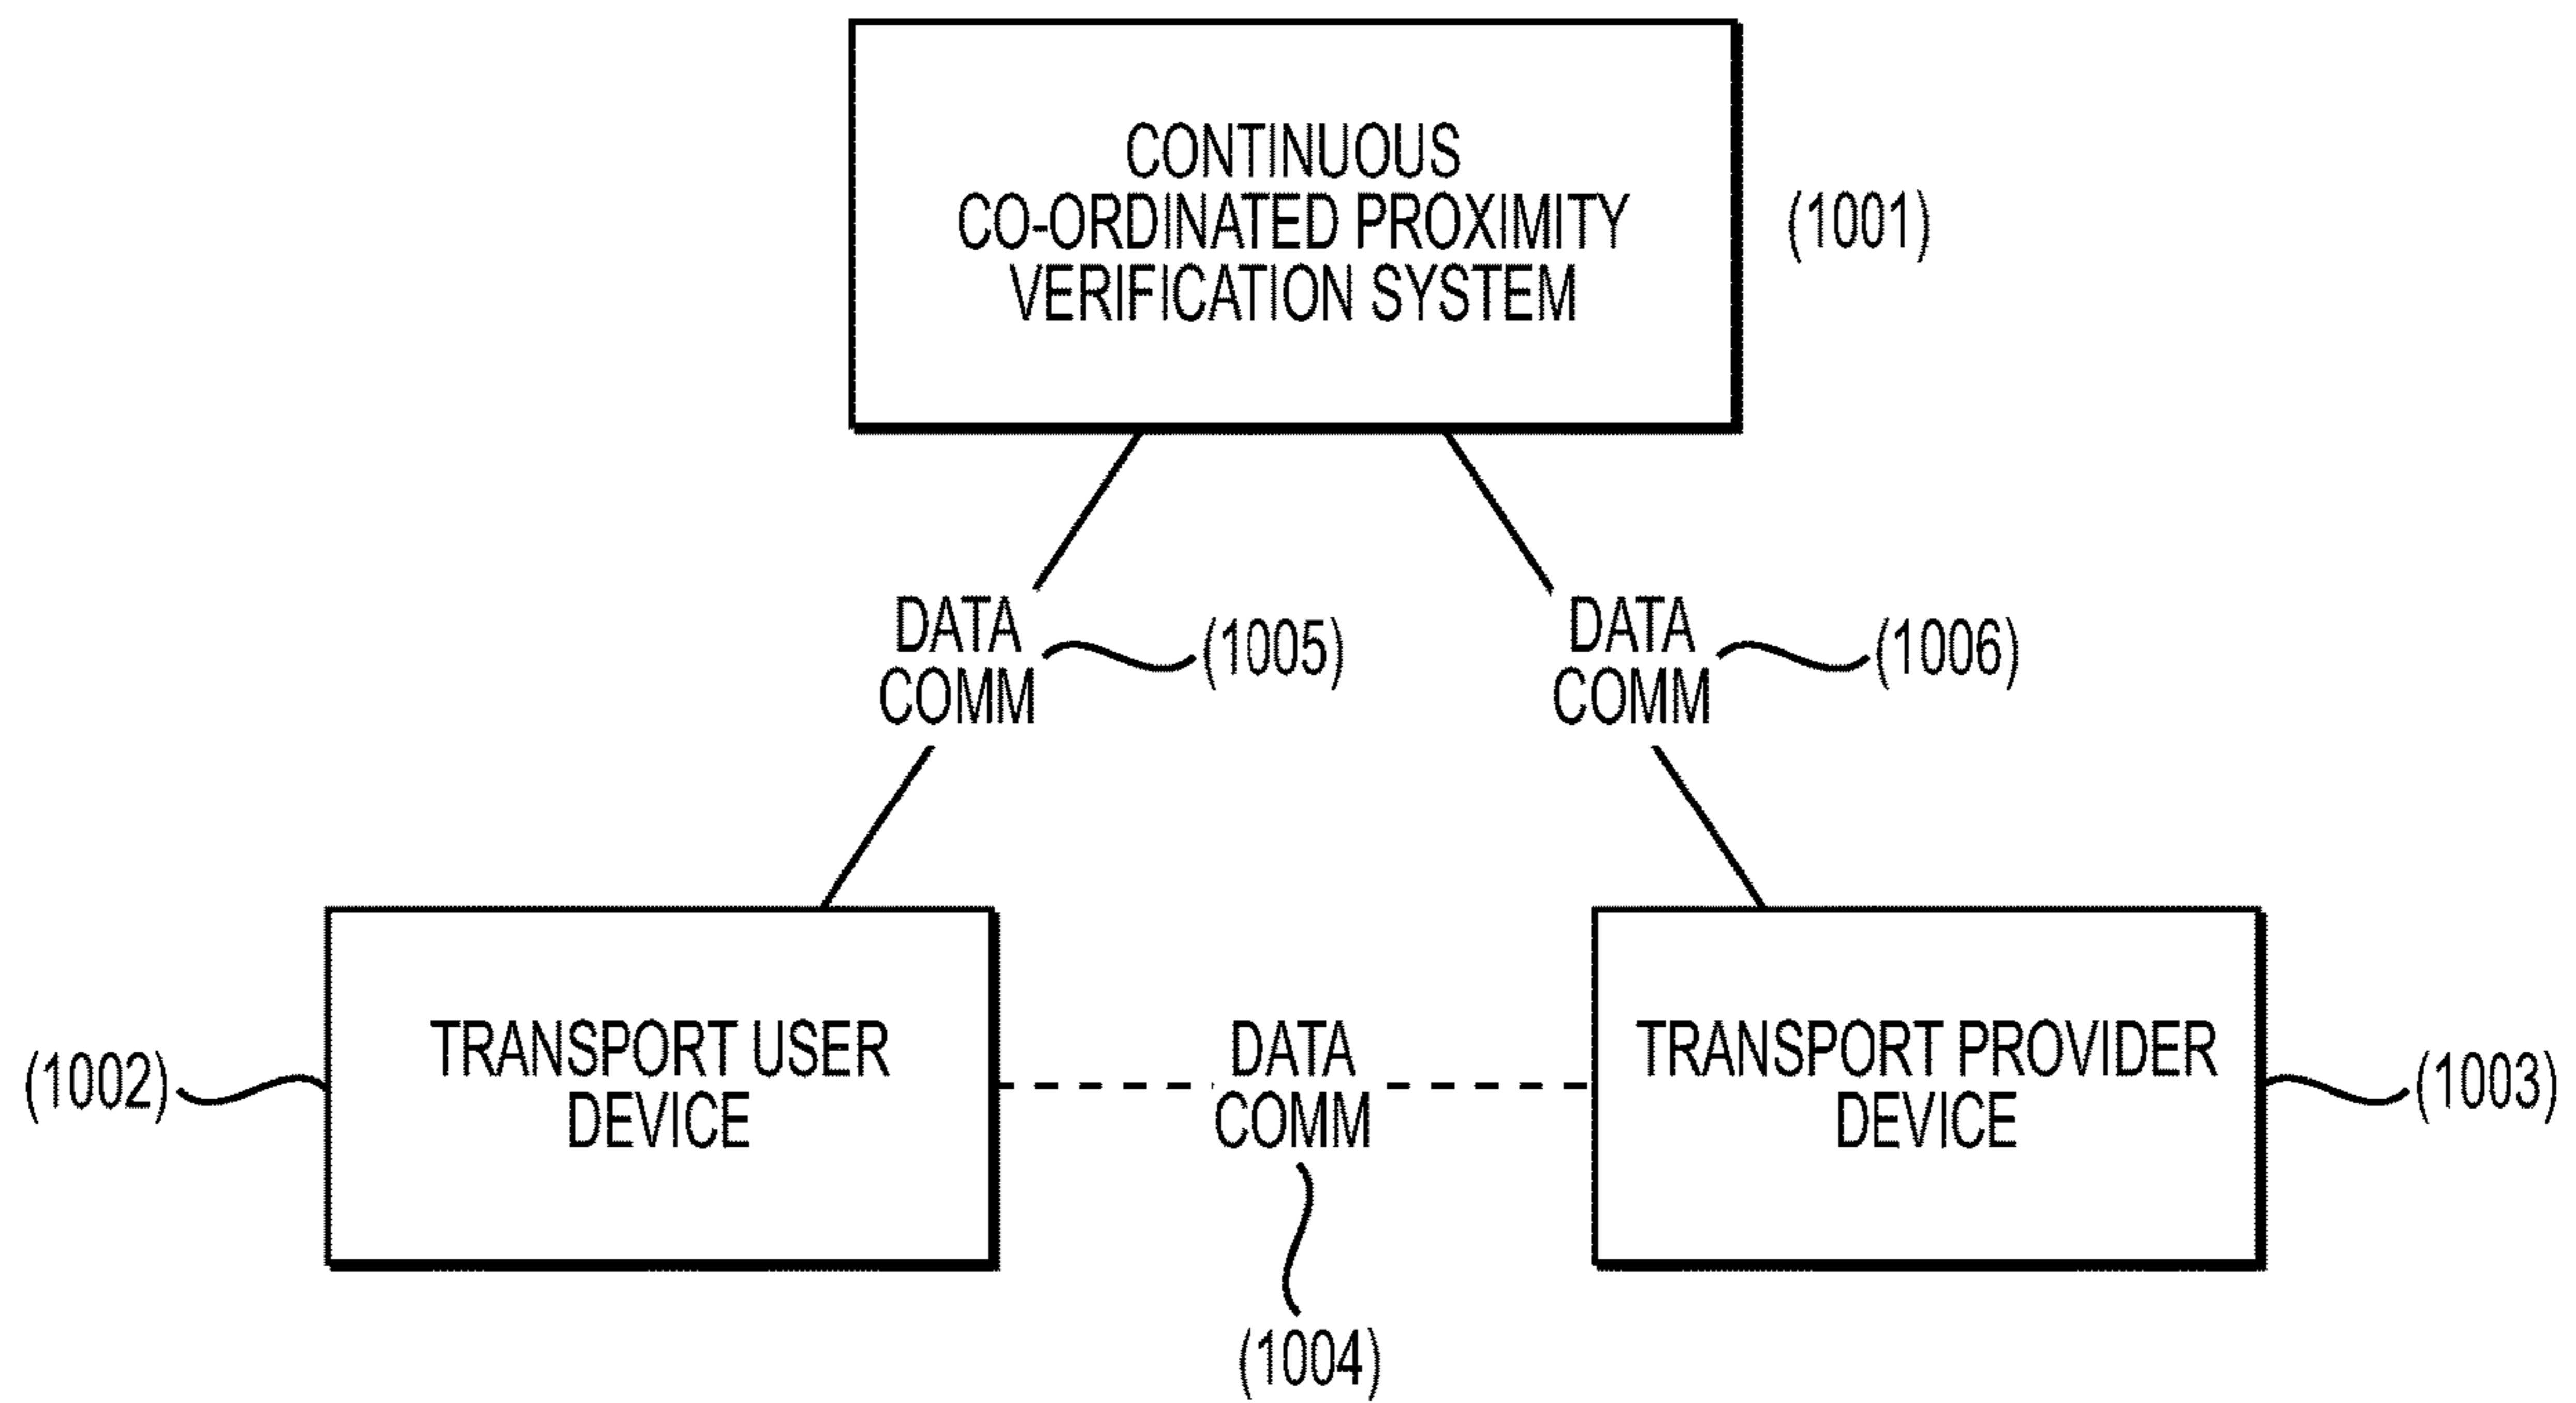 CONTINUOUS
CO-ORDINATED PROXIMITY
VERIFICATION SYSTEM
(1001)
DATA
COMM
(1005)
DATA
COMM
(1006)
(1002)
TRANSPORT USER
DEVICE
DATA
COMM
(1004)
TRANSPORT PROVIDER
DEVICE
(1003)